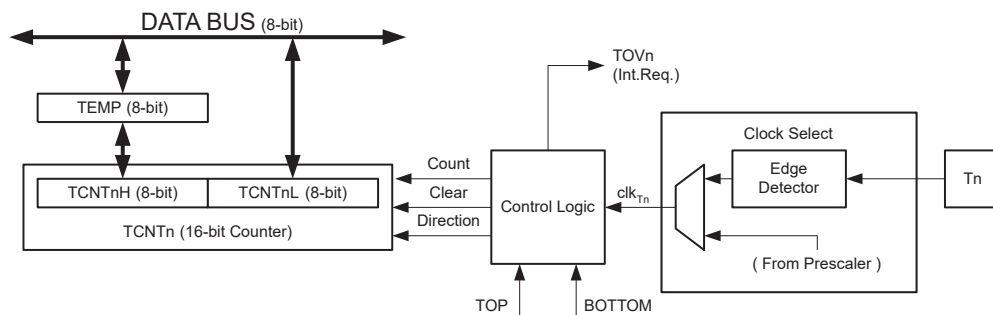 DATA BUS (8-bit)
TOVn
(Int.Req.)
TEMP (8-bit)
Clock Select
Count
Edge
Detector
Tn
TCNTnH (8-bit)
TCNTnL (8-bit)
Clear
Control Logic
clkTn
Direction
TCNTn (16-bit Counter)
( From Prescaler )
TOP
BOTTOM